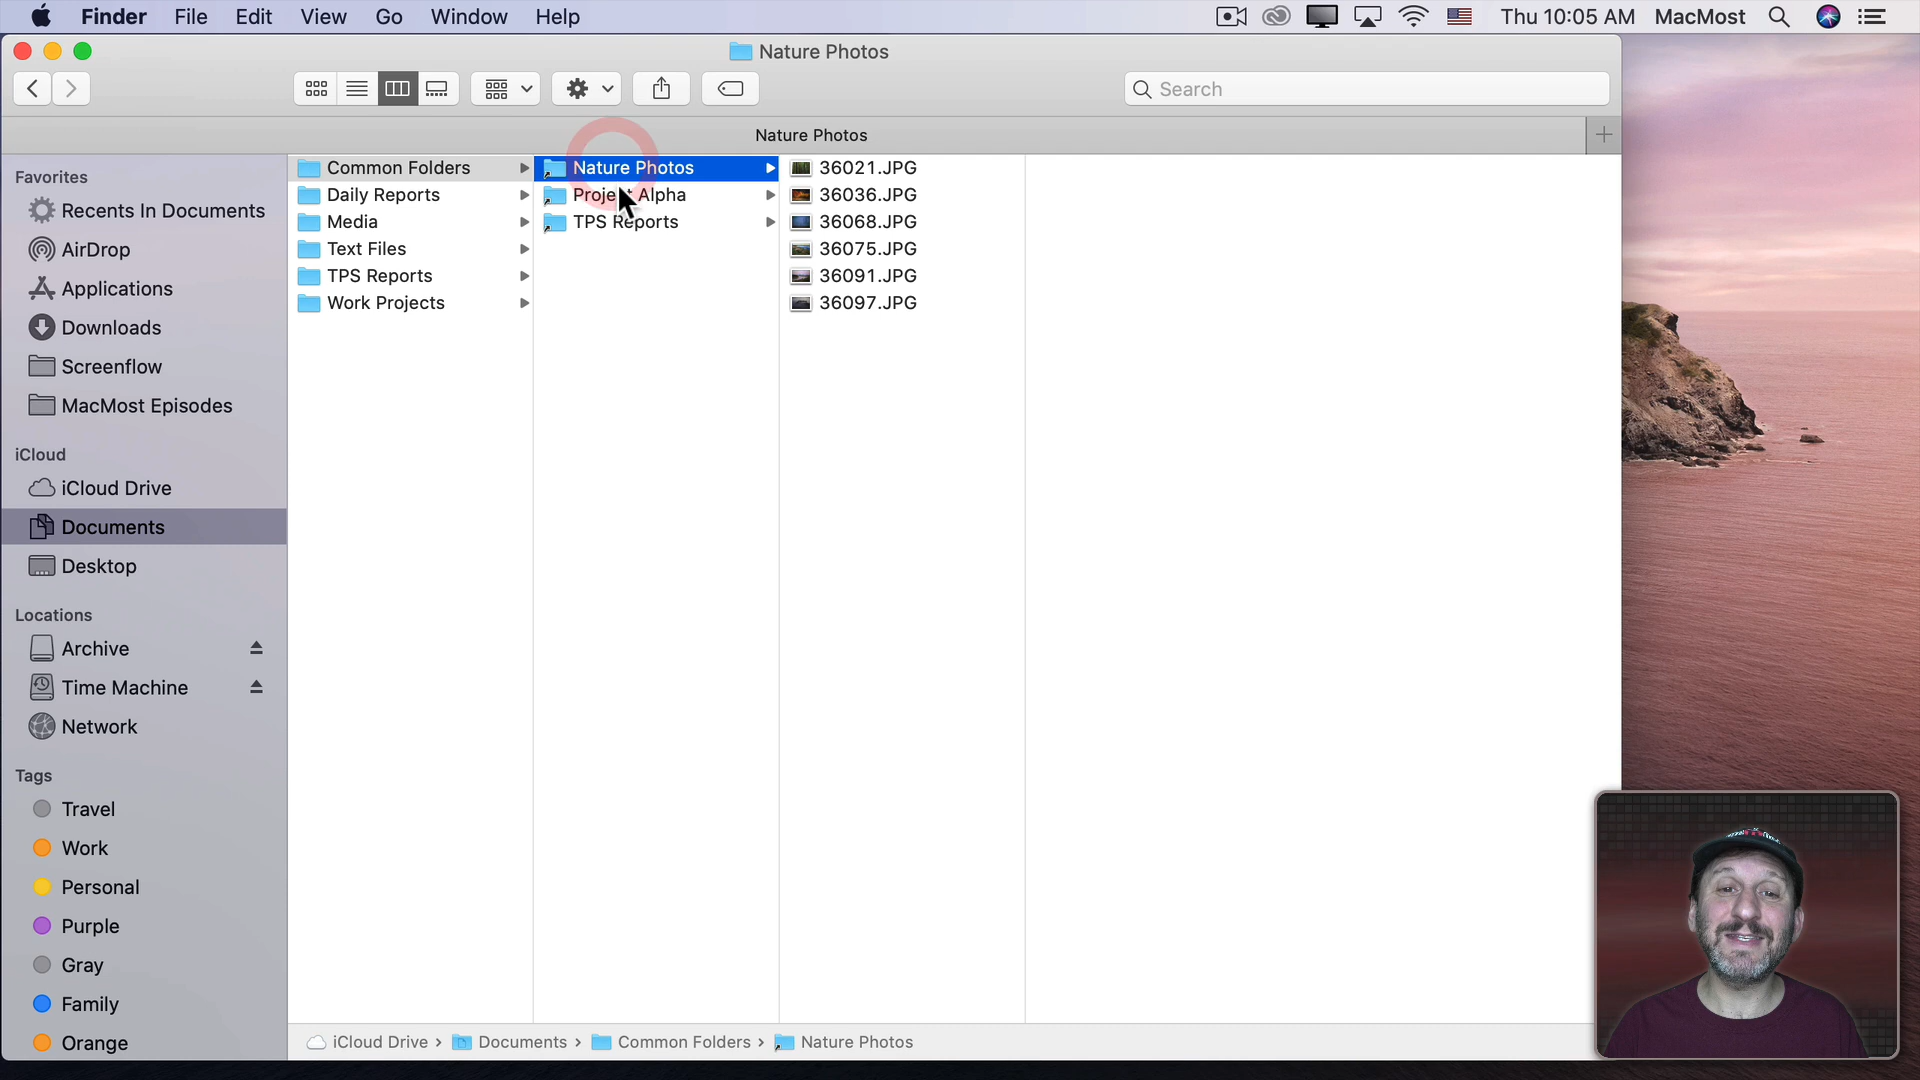 Finder File Edit View Go Window Help Thu 10:05 AM MacMost
Nature Photos
Search
Nature Photos
Favorites
Recents In Documents
AirDrop
Applications
Downloads
Screenflow
MacMost Episodes
iCloud
iCloud Drive
Documents
Desktop
Locations
Archive
Time Machine
Network
Tags
Travel
Work
Personal
Purple
Gray
Family
Orange
Common Folders
Daily Reports
Media
Text Files
TPS Reports
Work Projects
Nature Photos
Project Alpha
TPS Reports
36021.JPG
36036.JPG
36068.JPG
36075.JPG
36091.JPG
36097.JPG
iCloud Drive › Documents › Common Folders › Nature Photos